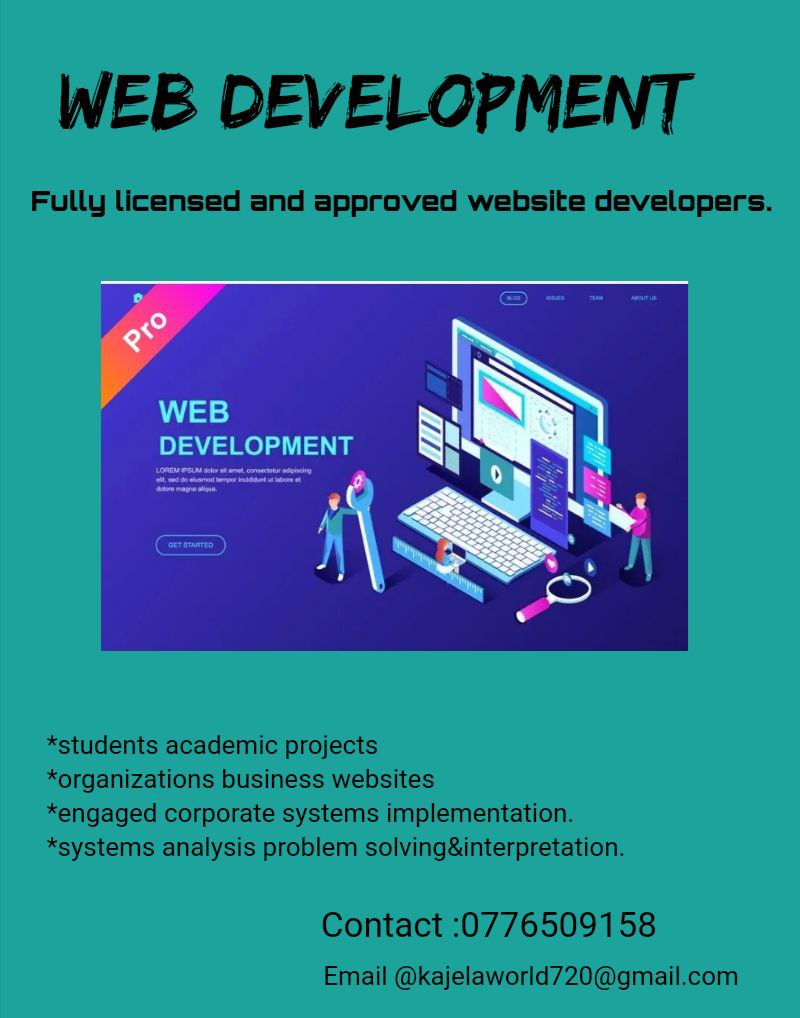 WEB DEVELOPMENT
Fully licensed and approved website developers.
Pro
BLOG ISSUES TEAM ABOUT US
WEB
DEVELOPMENT
LOREM IPSUM dolor sit amet, consectetur adipiscing
elit, sed do eiusmod tempor incididunt ut labore et
dolore magna aliqua.
GET STARTED
*students academic projects
*organizations business websites
*engaged corporate systems implementation.
*systems analysis problem solving&interpretation.
Contact :0776509158
Email @kajelaworld720@gmail.com